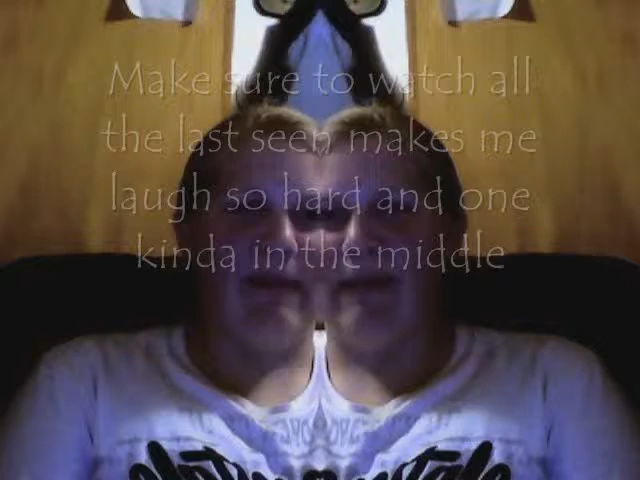 Make sure to watch all
the last seen makes me
laugh so hard and one
kinda in the middle